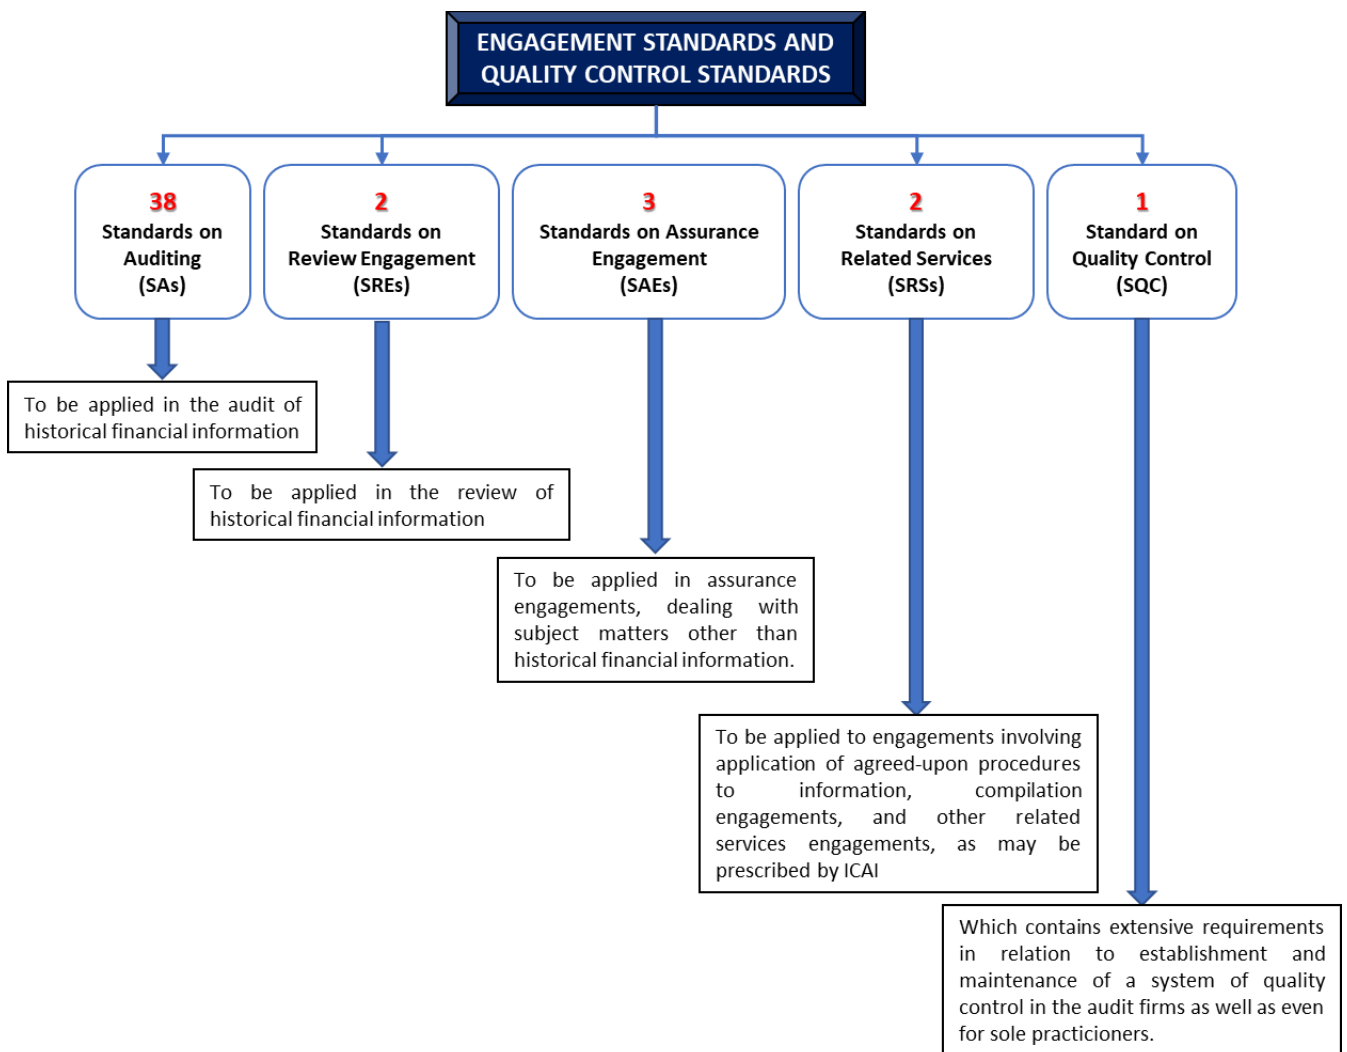 ENGAGEMENT STANDARDS AND
QUALITY CONTROL STANDARDS
38
Standards on
Auditing
(SAs)
2
Standards on
Review Engagement
(SREs)
3
Standards on Assurance
Engagement
(SAEs)
2
Standards on
Related Services
(SRSs)
1
Standard on
Quality Control
(SQC)
To be applied in the audit of
historical financial information
To be applied in the review of
historical financial information
To be applied in assurance
engagements, dealing with
subject matters other than
historical financial information.
To be applied to engagements involving
application of agreed-upon procedures
to information, compilation
engagements, and other related
services engagements, as may be
prescribed by ICAI
Which contains extensive requirements
in relation to establishment and
maintenance of a system of quality
control in the audit firms as well as even
for sole practicioners.